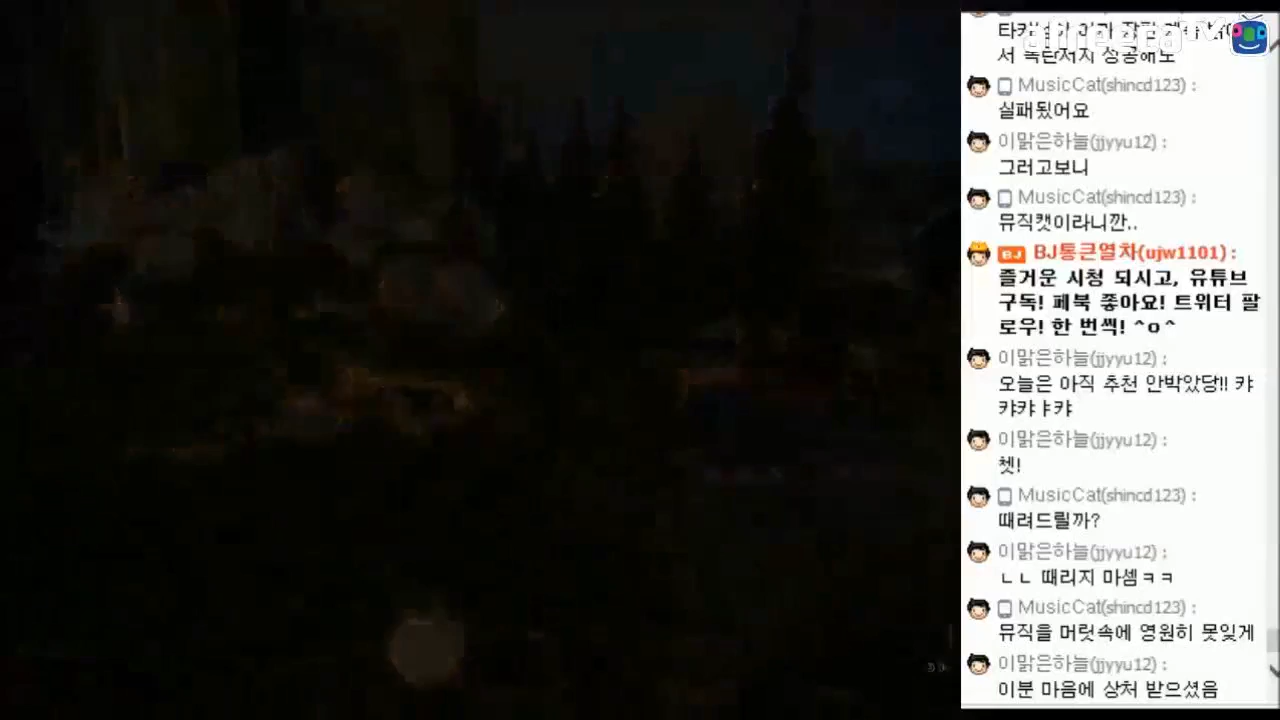 afreecaTV
MusicCat(shincd123) :
실패됬어요
이맑은하늘(jjyyu12) :
그러고보니
MusicCat(shincd123) :
뮤직캣이라니깐..
BJ BJ통큰열차(ujw1101) :
즐거운 시청 되시고, 유튜브
구독! 페북 좋아요! 트위터 팔
로우! 한 번씩! ^o^
이맑은하늘(jjyyu12) :
오늘은 아직 추천 안박았당!! 캬
캬캬ㅑ캬
이맑은하늘(jjyyu12) :
쳇!
MusicCat(shincd123) :
때려드릴까?
이맑은하늘(jjyyu12) :
ㄴㄴ 때리지 마셈ㅋㅋ
MusicCat(shincd123) :
뮤직을 머릿속에 영원히 못잊게
이맑은하늘(jjyyu12) :
이분 마음에 상처 받으셨음